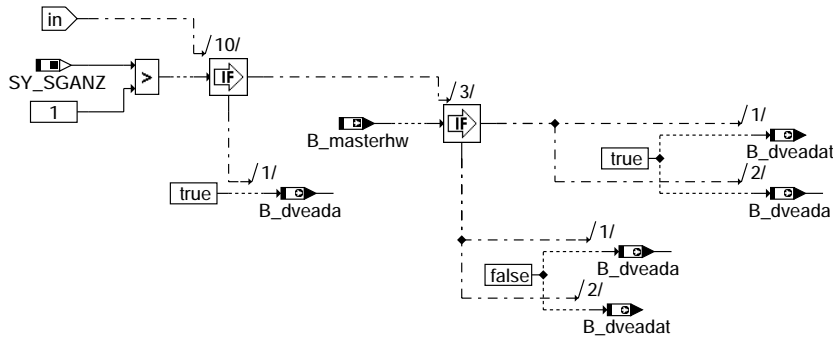 in
/10/
SY_SGANZ
>
IF
1
/3/
IF
B_masterhw
/1/
true
B_dveadat
/2/
B_dveada
/1/
true
B_dveada
/1/
false
B_dveada
/2/
B_dveadat